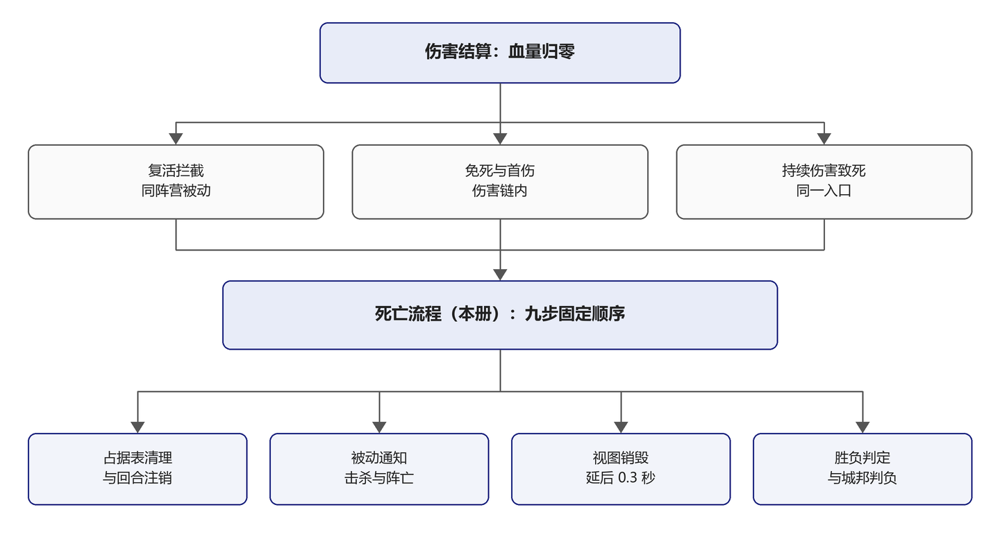 伤害结算：血量归零
复活拦截
同阵营被动
免死与首伤
伤害链内
持续伤害致死
同一入口
死亡流程（本册）：九步固定顺序
占据表清理
与回合注销
被动通知
击杀与阵亡
视图销毁
延后 0.3 秒
胜负判定
与城邦判负